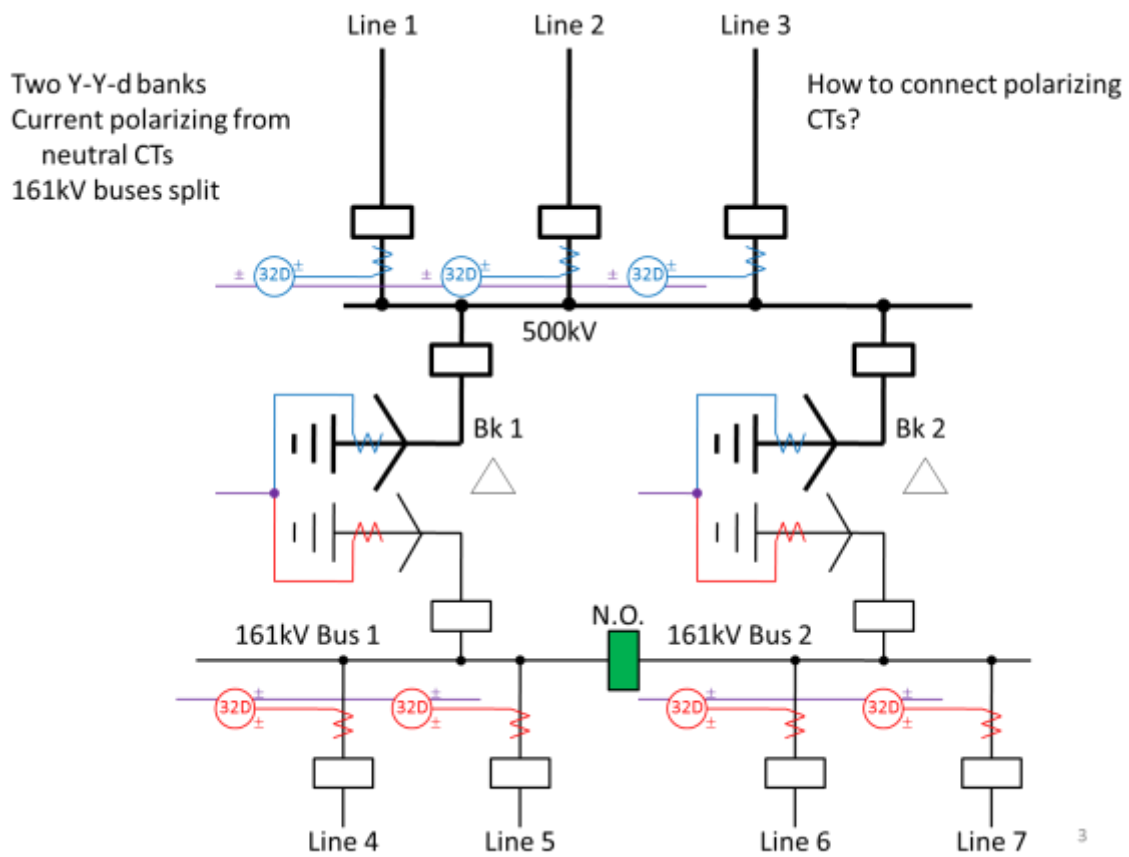 Line 1
Line 2
Line 3
Two Y-Y-d banks
Current polarizing from
neutral CTs
161kV buses split
How to connect polarizing
CTs?
± 32D ± ± 32D ± ± 32D ±
500kV
Bk 1
Bk 2
N.O.
161kV Bus 1
161kV Bus 2
32D ± ± 32D ± ± 32D ± ± 32D ± ±
Line 4
Line 5
Line 6
Line 7
3